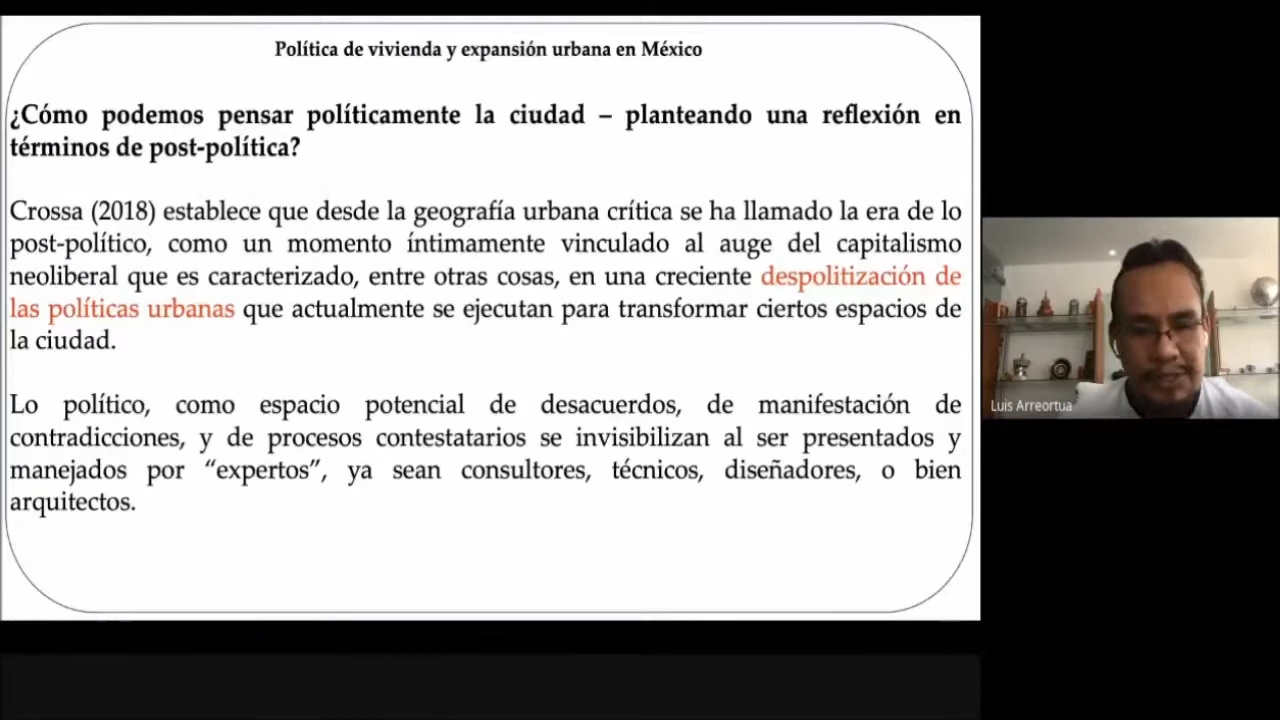 Política de vivienda y expansión urbana en México
¿Cómo podemos pensar políticamente la ciudad – planteando una reflexión en
términos de post-política?
Crossa (2018) establece que desde la geografía urbana crítica se ha llamado la era de lo
post-político, como un momento íntimamente vinculado al auge del capitalismo
neoliberal que es caracterizado, entre otras cosas, en una creciente despolitización de
las políticas urbanas que actualmente se ejecutan para transformar ciertos espacios de
la ciudad.
Lo político, como espacio potencial de desacuerdos, de manifestación de
contradicciones, y de procesos contestatarios se invisibilizan al ser presentados y
manejados por “expertos”, ya sean consultores, técnicos, diseñadores, o bien
arquitectos.
Luis Arreortua